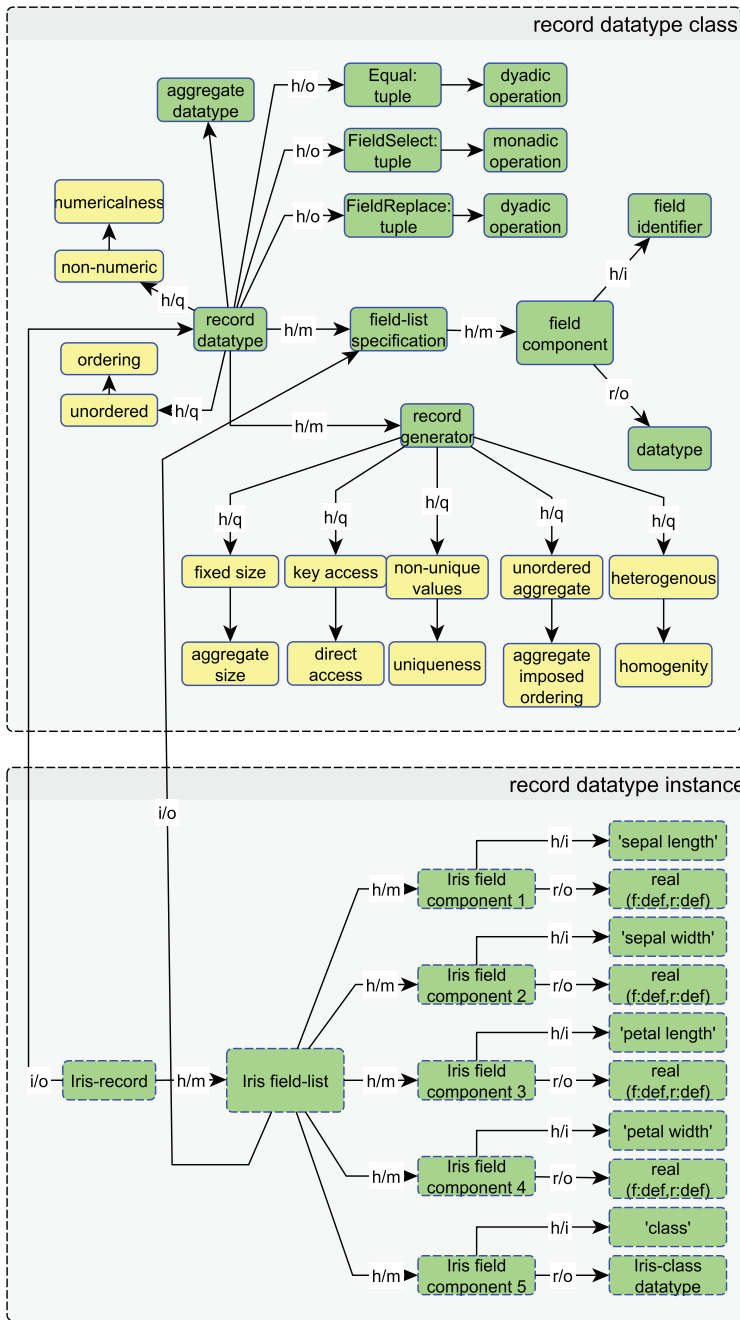 record datatype class
Equal:
tuple
dyadic
operation
h/o
aggregate
datatype
FieldSelect:
tuple
monadic
operation
h/o
numericalness
FieldReplace:
tuple
dyadic
operation
h/o
field
identifier
non-numeric
h/i
h/q
record
datatype
h/m
field-list
specification
h/m
field
component
ordering
unordered
h/q
r/o
h/m
record
generator
datatype
h/q
h/q
h/q
h/q
h/q
fixed size
key access
non-unique
values
unordered
aggregate
heterogenous
aggregate
size
direct
access
uniqueness
aggregate
imposed
ordering
homogenity
record datatype instance
i/o
h/i
'sepal length'
h/m
Iris field
component 1
r/o
real
(f:def,r:def)
h/i
'sepal width'
h/m
Iris field
component 2
r/o
real
(f:def,r:def)
h/i
'petal length'
i/o
Iris-record
h/m
Iris field-list
h/m
Iris field
component 3
r/o
real
(f:def,r:def)
h/i
'petal width'
h/m
Iris field
component 4
r/o
real
(f:def,r:def)
h/i
'class'
h/m
Iris field
component 5
r/o
Iris-class
datatype